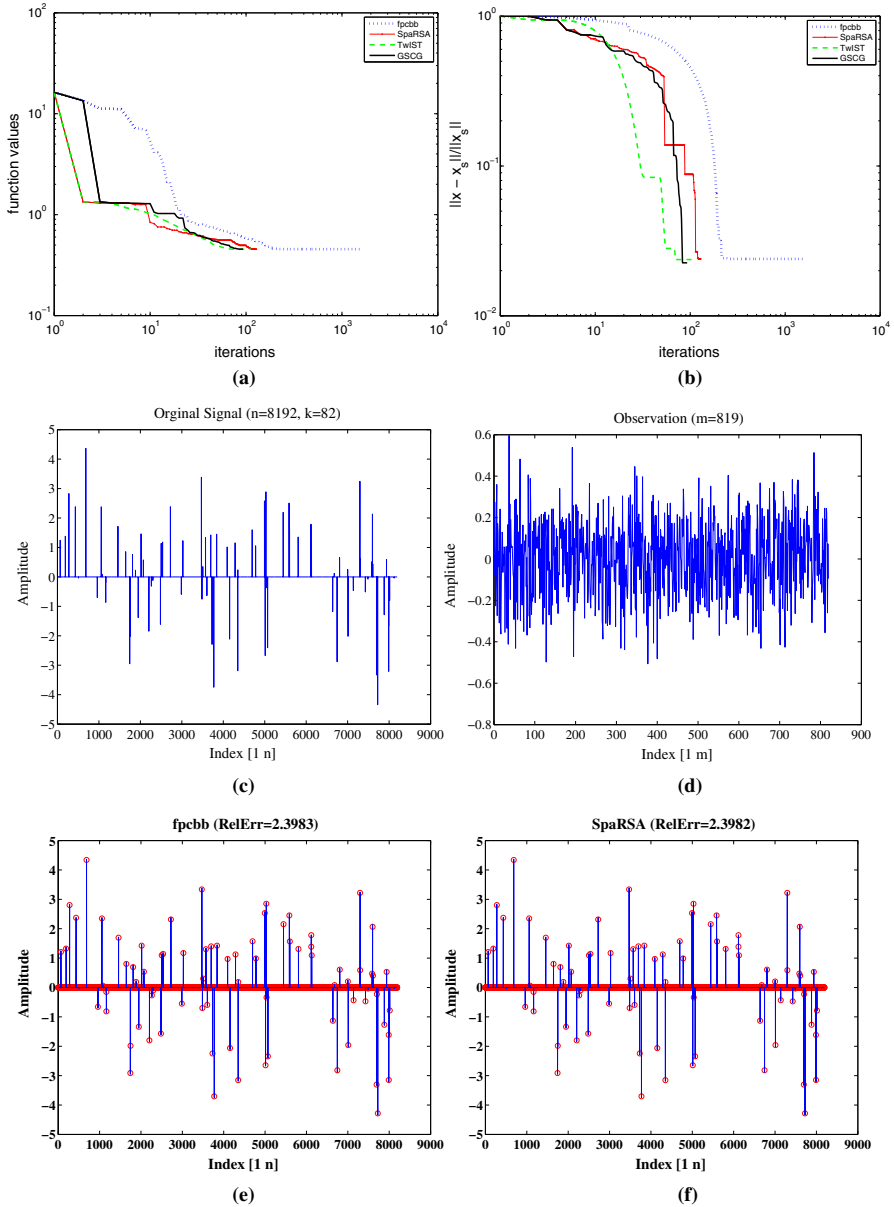 fpcbb
SpaRSA
TwIST
GSCG
function values
10^2
10^1
10^0
10^-1
10^0 10^1 10^2 10^3 10^4
iterations
(a)
fpcbb
SpaRSA
TwIST
GSCG
||x − x_s||/||x_s||
10^0
10^-1
10^-2
10^0 10^1 10^2 10^3 10^4
iterations
(b)
Orginal Signal (n=8192, k=82)
Amplitude
5
4
3
2
1
0
−1
−2
−3
−4
5
0 1000 2000 3000 4000 5000 6000 7000 8000 9000
Index [1 n]
(c)
Observation (m=819)
Amplitude
0.6
0.4
0.2
0
−0.2
−0.4
−0.6
−0.8
0 100 200 300 400 500 600 700 800 900
Index [1 m]
(d)
fpcbb (RelErr=2.3983)
Amplitude
5
4
3
2
1
0
−1
−2
−3
−4
5
0 1000 2000 3000 4000 5000 6000 7000 8000 9000
Index [1 n]
(e)
SpaRSA (RelErr=2.3982)
Amplitude
5
4
3
2
1
0
−1
−2
−3
−4
5
0 1000 2000 3000 4000 5000 6000 7000 8000 9000
Index [1 n]
(f)